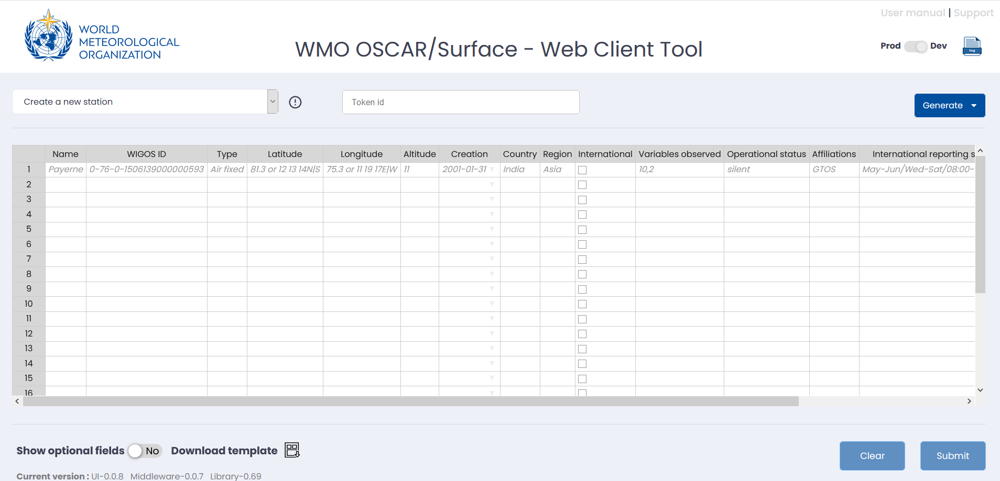 User manual | Support
WORLD
METEOROLOGICAL
ORGANIZATION
WMO OSCAR/Surface - Web Client Tool
Prod Dev
log
Create a new station
Token id
Generate
Name WIGOS ID Type Latitude Longitude Altitude Creation Country Region International Variables observed Operational status Affiliations International reporting s
1 Payerne 0-76-0-1506139000000593 Air fixed 81.3 or 12 13 14N|S 75.3 or 11 19 17E|W 11 2001-01-31 India Asia 10,2 silent GTOS May-Jun/Wed-Sat/08:00-
2
3
4
5
6
7
8
9
10
11
12
13
14
15
16
Show optional fields No Download template
Clear Submit
Current version : UI-0.0.8 Middleware-0.0.7 Library-0.69